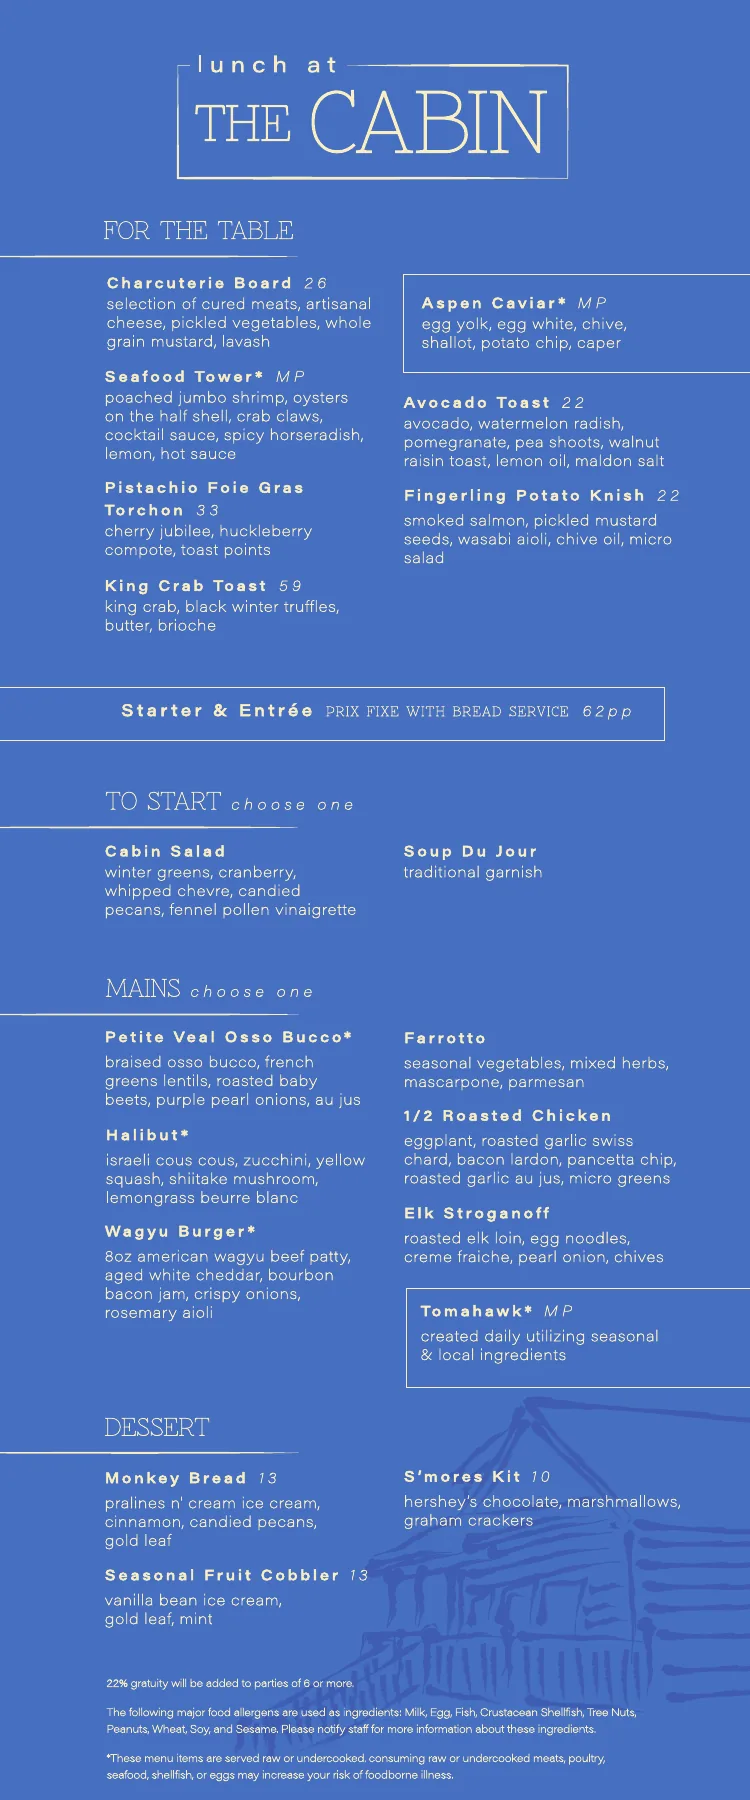 lunch at
THE CABIN
FOR THE TABLE
Charcuterie Board 26
selection of cured meats, artisanal
cheese, pickled vegetables, whole
grain mustard, lavash
Seafood Tower* MP
poached jumbo shrimp, oysters
on the half shell, crab claws,
cocktail sauce, spicy horseradish,
lemon, hot sauce
Pistachio Foie Gras
Torchon 33
cherry jubilee, huckleberry
compote, toast points
King Crab Toast 59
king crab, black winter truffles,
butter, brioche
Aspen Caviar* MP
egg yolk, egg white, chive,
shallot, potato chip, caper
Avocado Toast 22
avocado, watermelon radish,
pomegranate, pea shoots, walnut
raisin toast, lemon oil, maldon salt
Fingerling Potato Knish 22
smoked salmon, pickled mustard
seeds, wasabi aioli, chive oil, micro
salad
Starter & Entrée PRIX FIXE WITH BREAD SERVICE 62pp
TO START choose one
Cabin Salad
winter greens, cranberry,
whipped chevre, candied
pecans, fennel pollen vinaigrette
Soup Du Jour
traditional garnish
MAINS choose one
Petite Veal Osso Bucco*
braised osso bucco, french
greens lentils, roasted baby
beets, purple pearl onions, au jus
Halibut*
israeli cous cous, zucchini, yellow
squash, shiitake mushroom,
lemongrass beurre blanc
Wagyu Burger*
8oz american wagyu beef patty,
aged white cheddar, bourbon
bacon jam, crispy onions,
rosemary aioli
Farrotto
seasonal vegetables, mixed herbs,
mascarpone, parmesan
1/2 Roasted Chicken
eggplant, roasted garlic swiss
chard, bacon lardon, pancetta chip,
roasted garlic au jus, micro greens
Elk Stroganoff
roasted elk loin, egg noodles,
creme fraiche, pearl onion, chives
Tomahawk* MP
created daily utilizing seasonal
& local ingredients
DESSERT
Monkey Bread 13
pralines n' cream ice cream,
cinnamon, candied pecans,
gold leaf
Seasonal Fruit Cobbler 13
vanilla bean ice cream,
gold leaf, mint
S'mores Kit 10
hershey's chocolate, marshmallows,
graham crackers
22% gratuity will be added to parties of 6 or more.
The following major food allergens are used as ingredients: Milk, Egg, Fish, Crustacean Shellfish, Tree Nuts,
Peanuts, Wheat, Soy, and Sesame. Please notify staff for more information about these ingredients.
*These menu items are served raw or undercooked. consuming raw or undercooked meats, poultry,
seafood, shellfish, or eggs may increase your risk of foodborne illness.